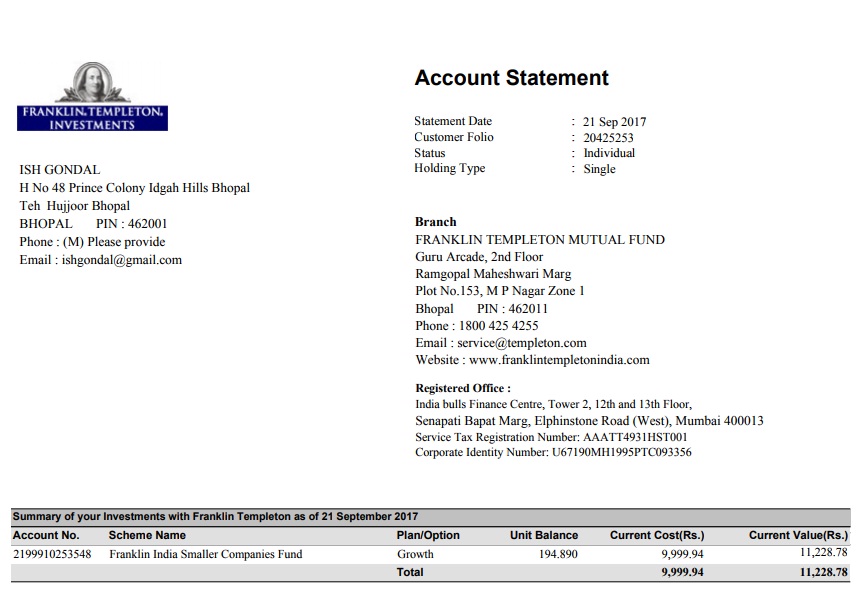 FRANKLIN TEMPLETON
INVESTMENTS
Account Statement
Statement Date : 21 Sep 2017
Customer Folio : 20425253
Status : Individual
Holding Type : Single
ISH GONDAL
H No 48 Prince Colony Idgah Hills Bhopal
Teh Hujjoor Bhopal
BHOPAL PIN : 462001
Phone : (M) Please provide
Email : ishgondal@gmail.com
Branch
FRANKLIN TEMPLETON MUTUAL FUND
Guru Arcade, 2nd Floor
Ramgopal Maheshwari Marg
Plot No.153, M P Nagar Zone 1
Bhopal PIN : 462011
Phone : 1800 425 4255
Email : service@templeton.com
Website : www.franklintempletonindia.com
Registered Office :
India bulls Finance Centre, Tower 2, 12th and 13th Floor,
Senapati Bapat Marg, Elphinstone Road (West), Mumbai 400013
Service Tax Registration Number: AAATT4931HST001
Corporate Identity Number: U67190MH1995PTC093356
Summary of your Investments with Franklin Templeton as of 21 September 2017
Account No. Scheme Name Plan/Option Unit Balance Current Cost(Rs.) Current Value(Rs.)
2199910253548 Franklin India Smaller Companies Fund Growth 194.890 9,999.94 11,228.78
Total 9,999.94 11,228.78